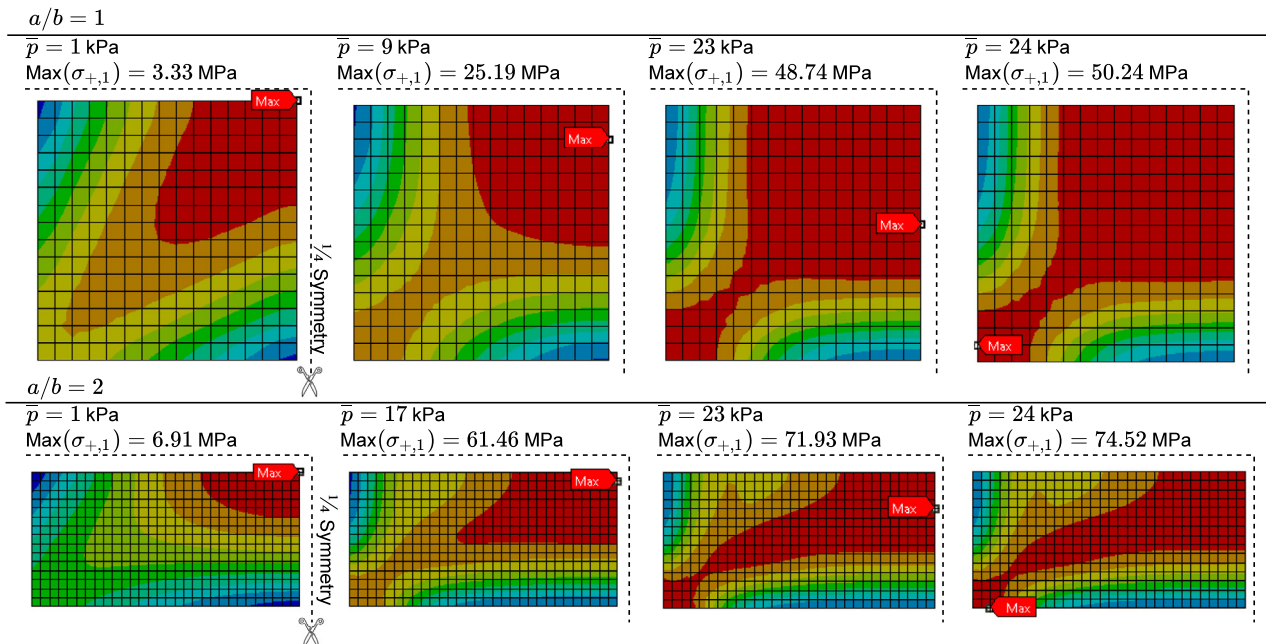 a/b = 1
p̅ = 1 kPa
Max(σ₊,₁) = 3.33 MPa
p̅ = 9 kPa
Max(σ₊,₁) = 25.19 MPa
p̅ = 23 kPa
Max(σ₊,₁) = 48.74 MPa
p̅ = 24 kPa
Max(σ₊,₁) = 50.24 MPa
Max
Max
Max
Max
¼ Symmetry
a/b = 2
p̅ = 1 kPa
Max(σ₊,₁) = 6.91 MPa
p̅ = 17 kPa
Max(σ₊,₁) = 61.46 MPa
p̅ = 23 kPa
Max(σ₊,₁) = 71.93 MPa
p̅ = 24 kPa
Max(σ₊,₁) = 74.52 MPa
Max
Max
Max
Max
¼ Symmetry